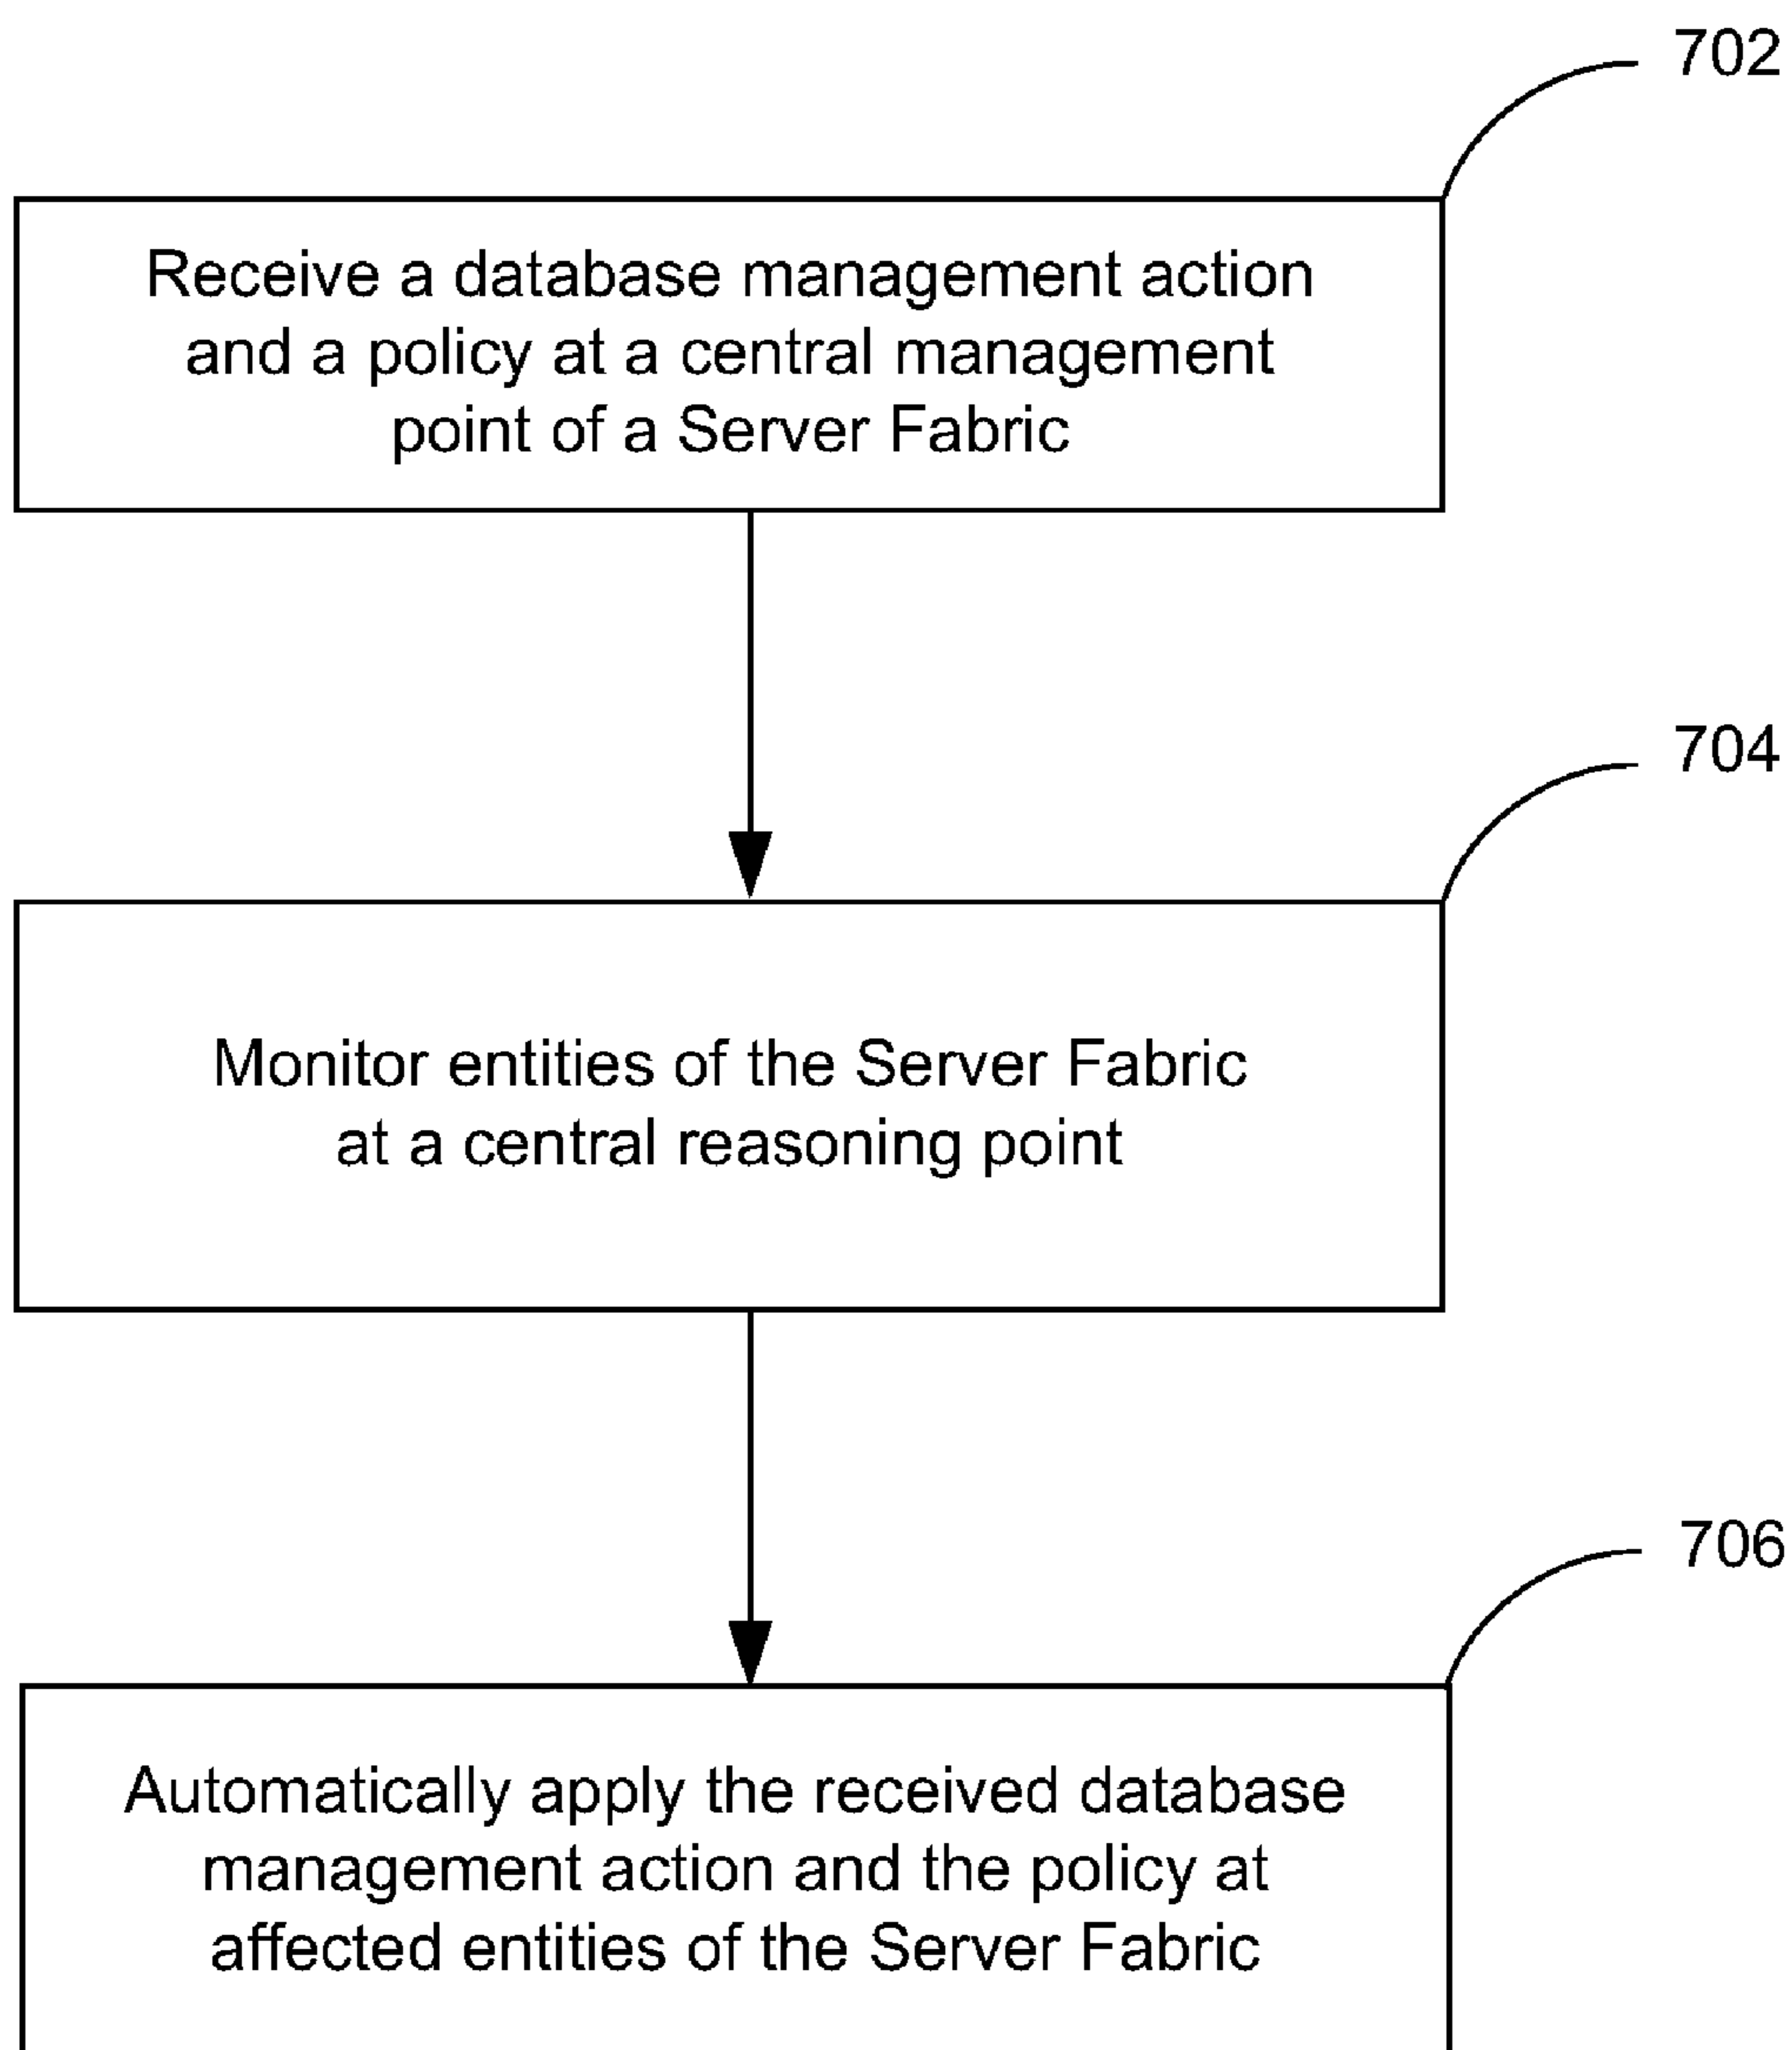 702
Receive a database management action
and a policy at a central management
point of a Server Fabric
704
Monitor entities of the Server Fabric
at a central reasoning point
706
Automatically apply the received database
management action and the policy at
affected entities of the Server Fabric